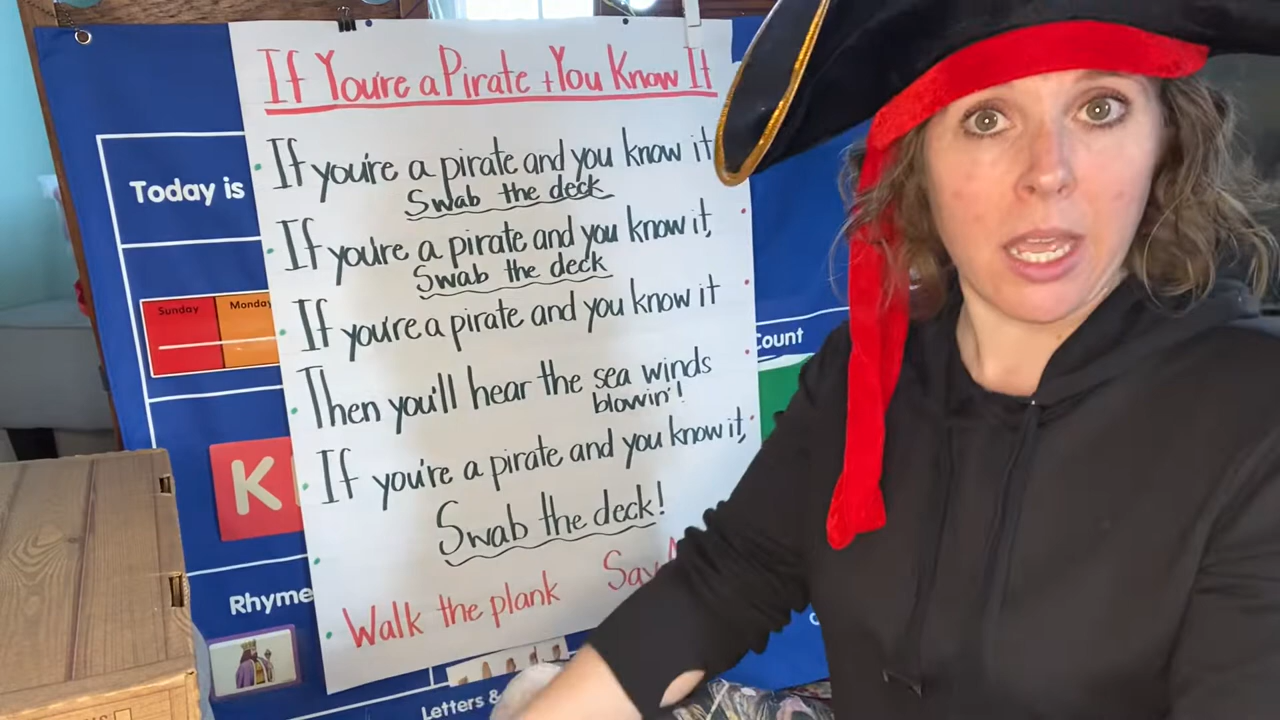 If You're a Pirate + You Know It
If you're a pirate and you know it
Swab the deck
If you're a pirate and you know it,
Swab the deck
If you're a pirate and you know it
Then you'll hear the sea winds
blowin'!
If you're a pirate and you know it,
Swab the deck!
Walk the plank Say
Today is
Sunday Monday
Count
K
Rhyme
Letters &